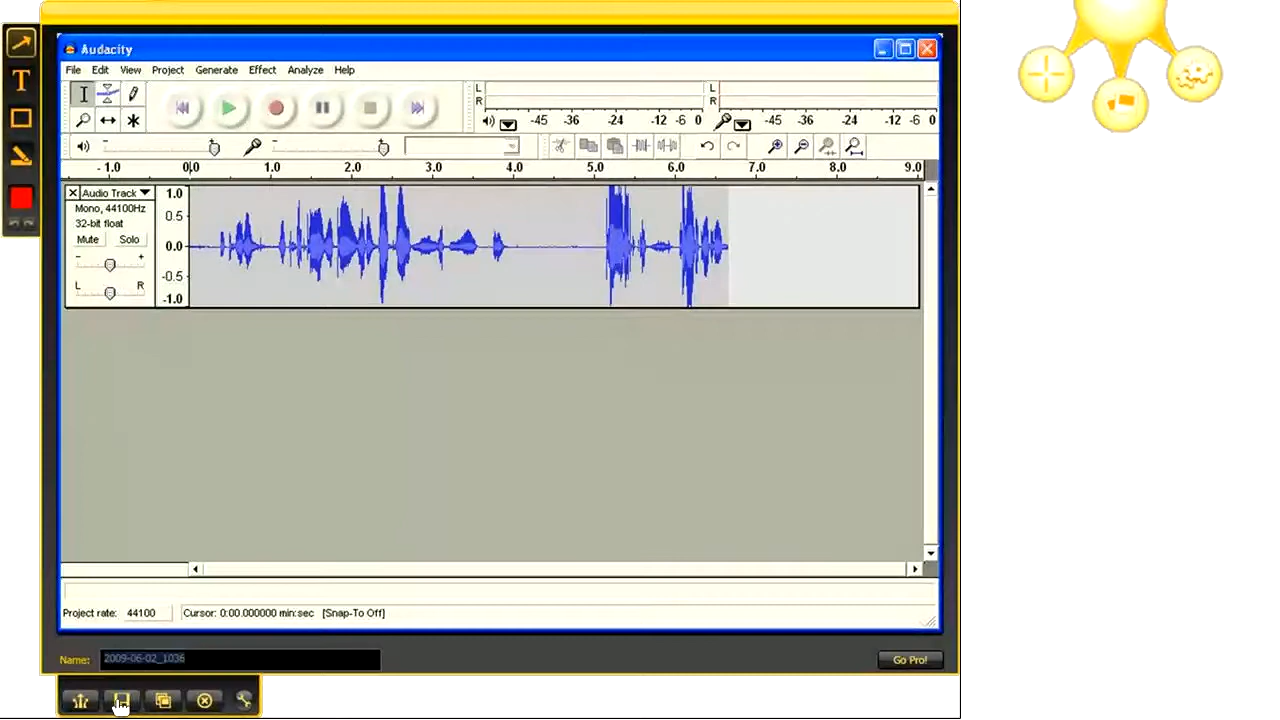 Audacity
File Edit View Project Generate Effect Analyze Help
L
R
-45 -36 -24 -12 -6 0
L
R
-45 -36 -24 -12 -6 0
- 1.0 0.0 1.0 2.0 3.0 4.0 5.0 6.0 7.0 8.0 9.0
Audio Track
Mono, 44100Hz
32-bit float
Mute Solo
- +
L R
1.0
0.5
0.0
-0.5
-1.0
Project rate: 44100 Cursor: 0:00.000000 min:sec [Snap-To Off]
Name: 2009-06-02_1036
Go Pro!
T